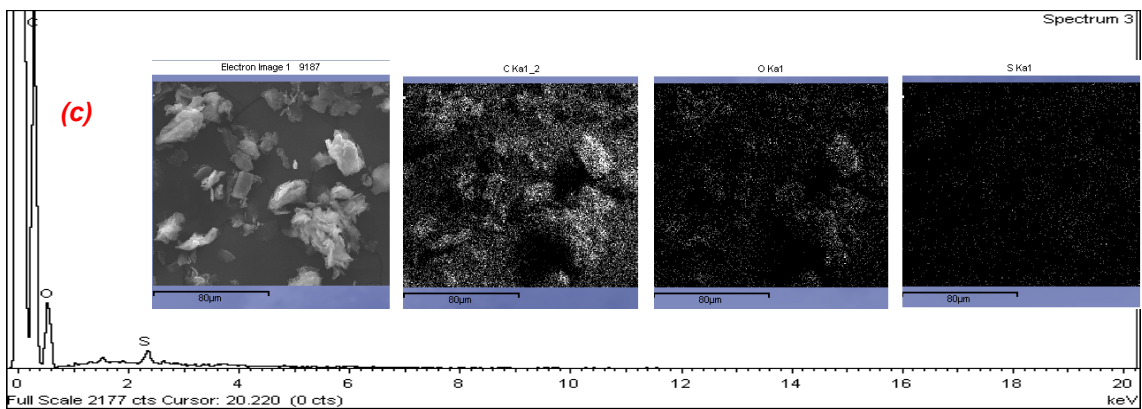 Spectrum 3
C
(c)
Electron Image 1 9187
C Ka1_2
O Ka1
S Ka1
80µm
80µm
80µm
80µm
O
S
0 2 4 6 8 10 12 14 16 18 20
Full Scale 2177 cts Cursor: 20.220 (0 cts) keV